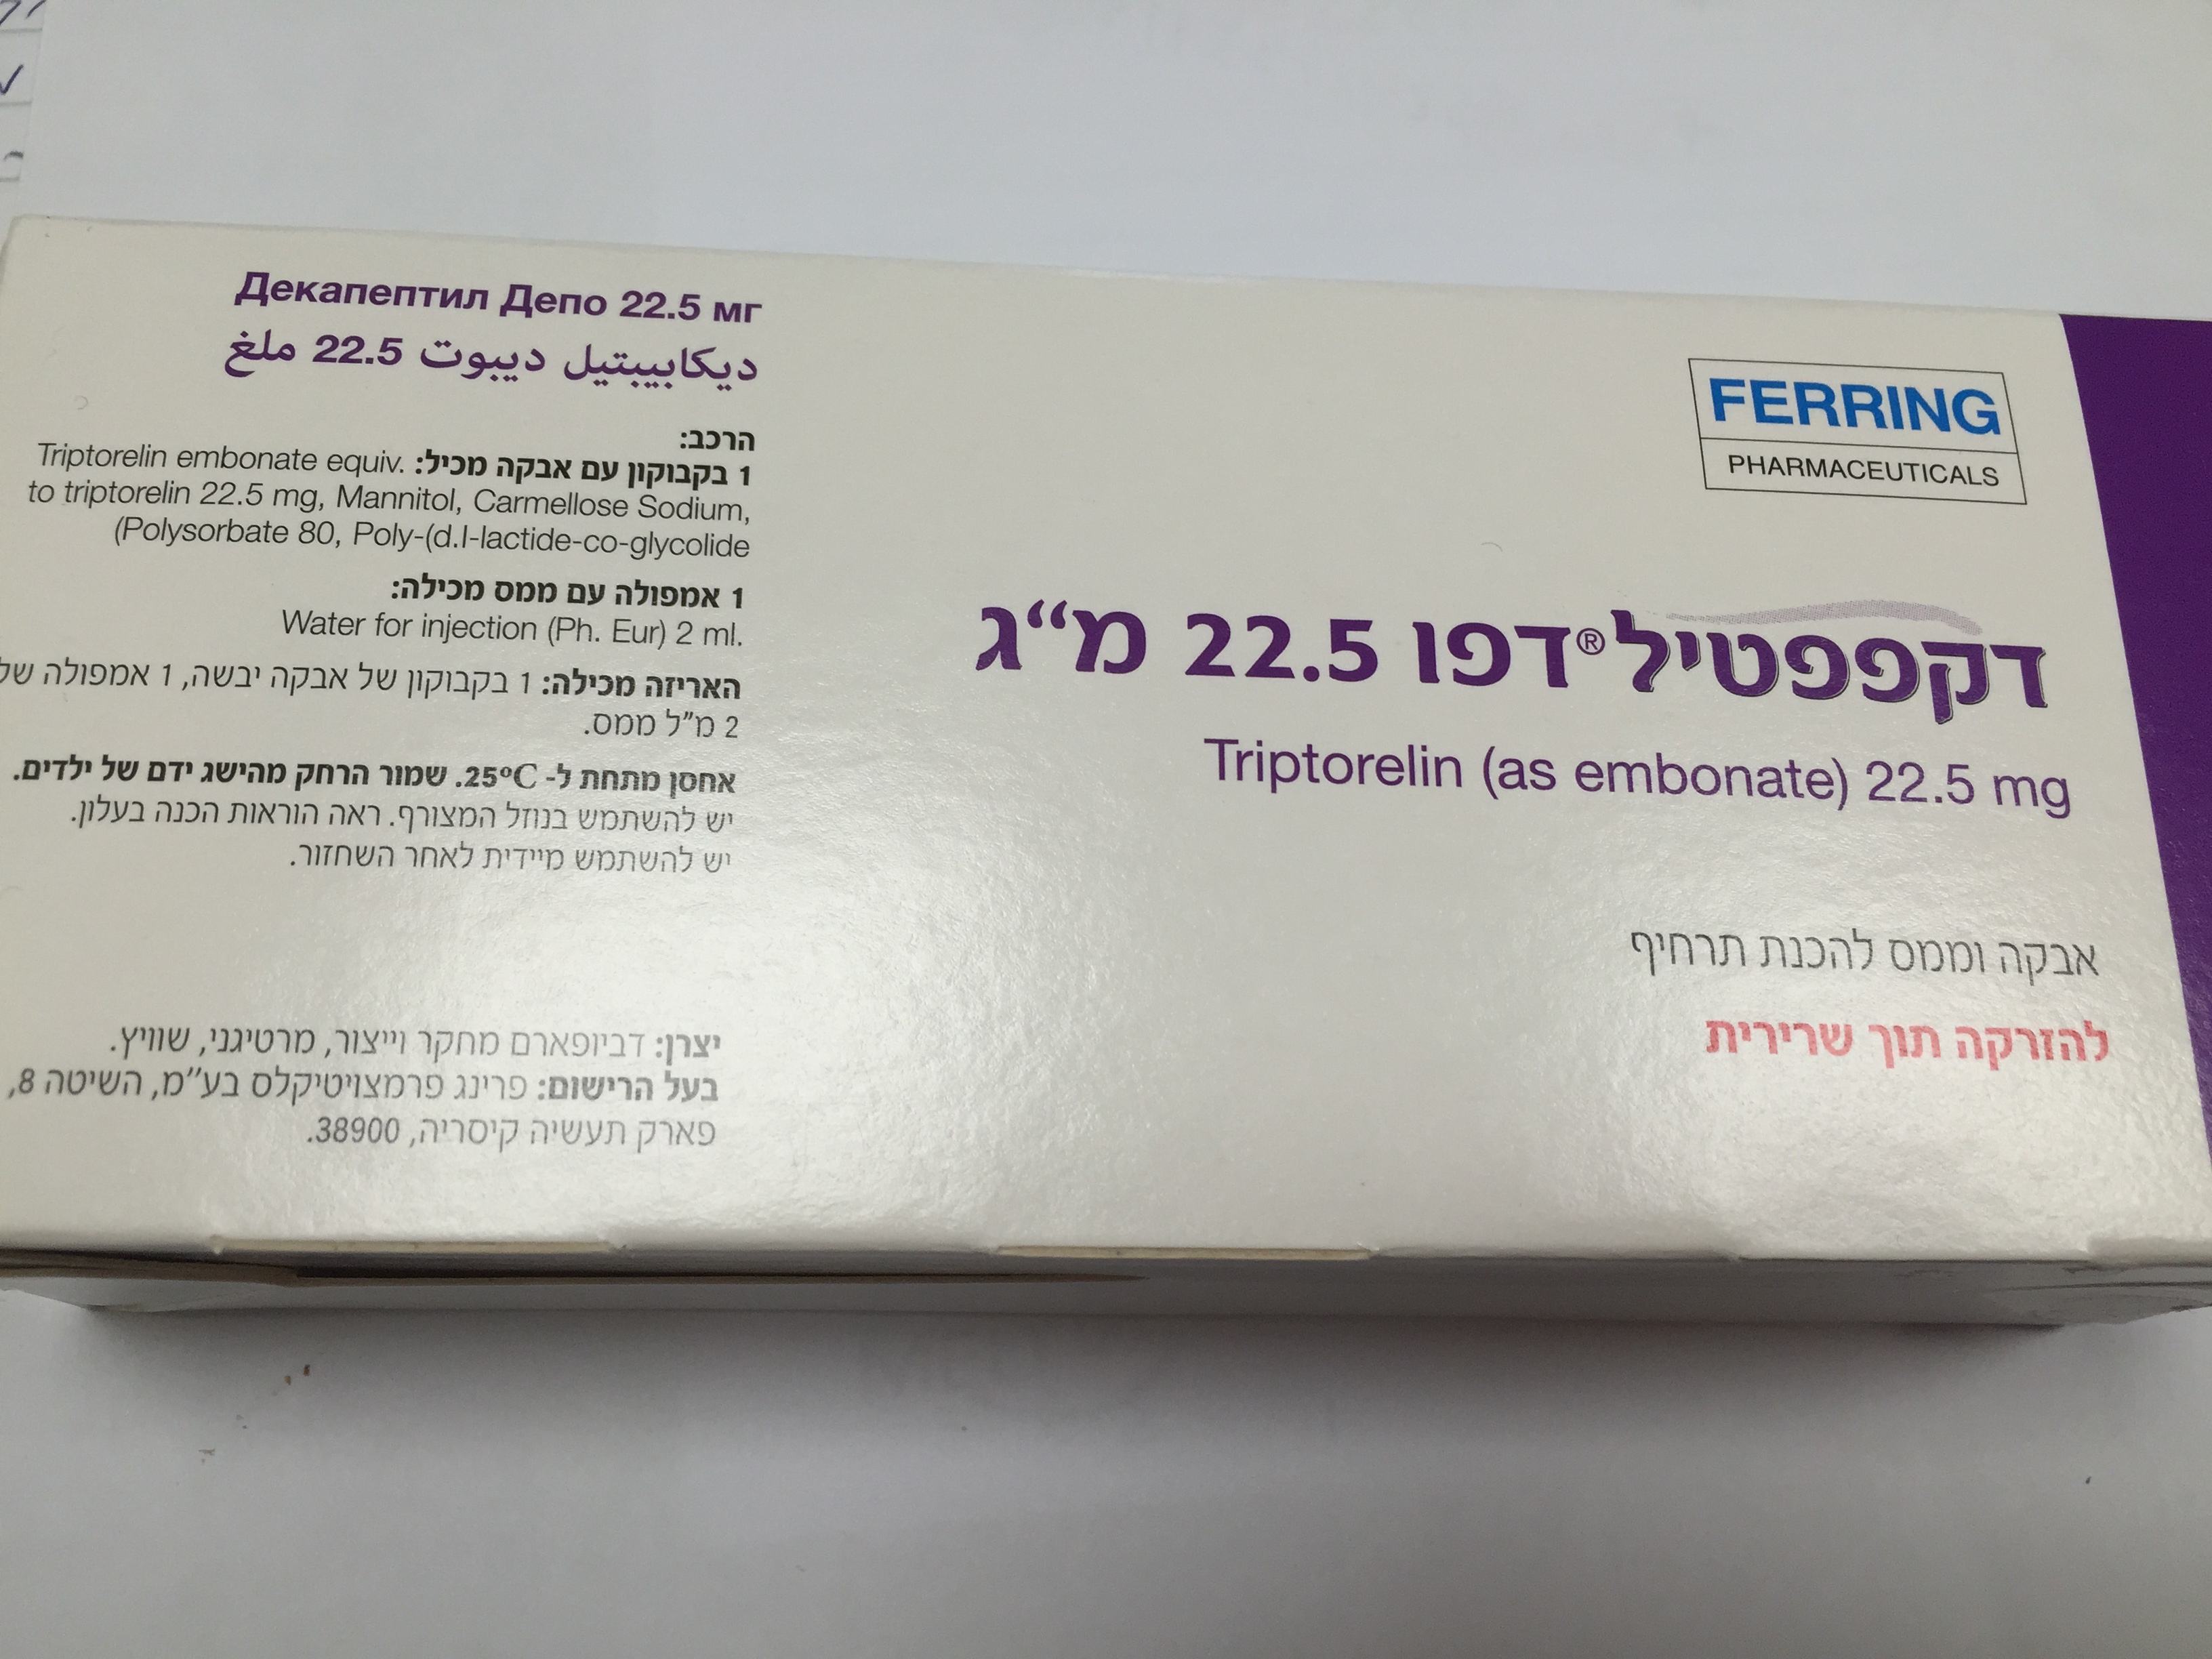 FERRING
PHARMACEUTICALS
דקפפטיל® דפו 22.5 מ"ג
Triptorelin (as embonate) 22.5 mg
אבקה וממס להכנת תרחיף
להזרקה תוך שרירית
Декапептил Депо 22.5 мг
ديكابيبتيل ديبوت 22.5 ملغ
הרכב:
1 בקבוקון עם אבקה מכיל: Triptorelin embonate equiv.
to triptorelin 22.5 mg, Mannitol, Carmellose Sodium,
(Polysorbate 80, Poly-(d.l-lactide-co-glycolide
1 אמפולה עם ממס מכילה:
Water for injection (Ph. Eur) 2 ml.
האריזה מכילה: 1 בקבוקון של אבקה יבשה, 1 אמפולה של
2 מ"ל ממס.
אחסן מתחת ל- 25°C. שמור הרחק מהישג ידם של ילדים.
יש להשתמש בנוזל המצורף. ראה הוראות הכנה בעלון.
יש להשתמש מיידית לאחר השחזור.
יצרן: דביופארם מחקר וייצור, מרטיגני, שוויץ.
בעל הרישום: פרינג פרמצויטיקלס בע"מ, השיטה 8,
פארק תעשיה קיסריה, 38900.